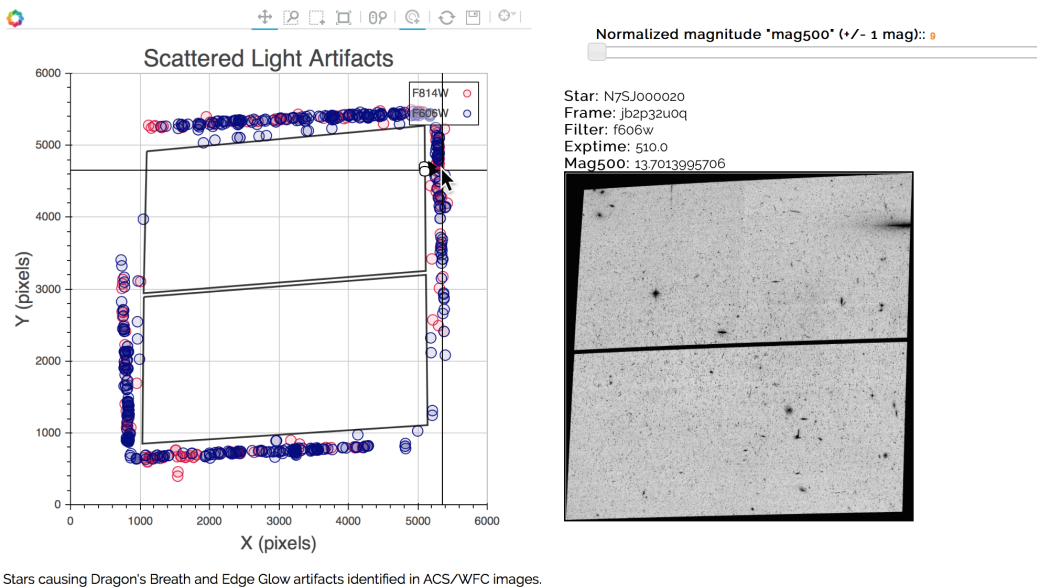 Scattered Light Artifacts
F814W
F606W
6000
5000
4000
3000
2000
1000
0
Y (pixels)
0 1000 2000 3000 4000 5000 6000
X (pixels)
Stars causing Dragon's Breath and Edge Glow artifacts identified in ACS/WFC images.
Normalized magnitude "mag500" (+/- 1 mag):: 9
Star: N7SJ000020
Frame: jb2p32u0q
Filter: f606w
Exptime: 510.0
Mag500: 13.7013995706